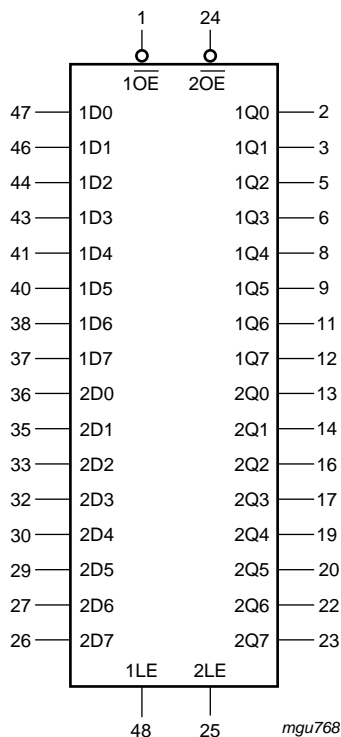 1 24
1OE 2OE
47 1D0 1Q0 2
46 1D1 1Q1 3
44 1D2 1Q2 5
43 1D3 1Q3 6
41 1D4 1Q4 8
40 1D5 1Q5 9
38 1D6 1Q6 11
37 1D7 1Q7 12
36 2D0 2Q0 13
35 2D1 2Q1 14
33 2D2 2Q2 16
32 2D3 2Q3 17
30 2D4 2Q4 19
29 2D5 2Q5 20
27 2D6 2Q6 22
26 2D7 2Q7 23
1LE 2LE
48 25 mgu768